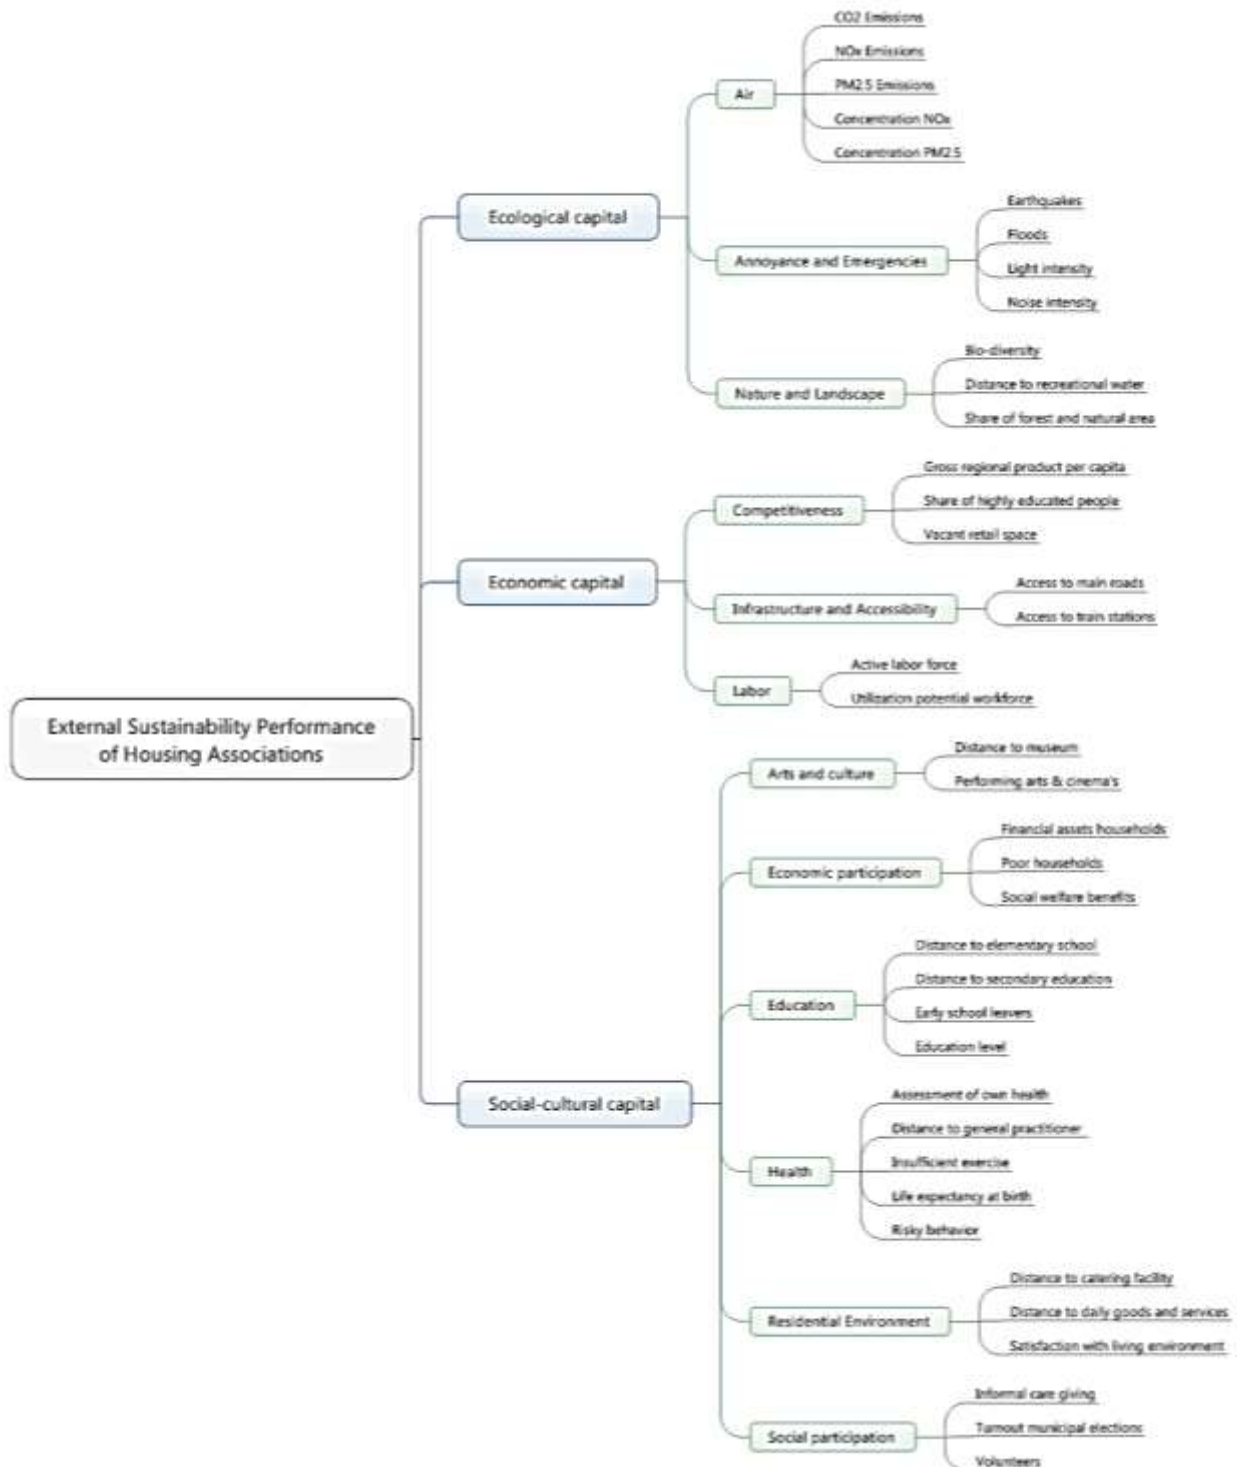 CO2 Emissions
NOx Emissions
PM2.5 Emissions
Concentration NOx
Concentration PM2.5
Air
Ecological capital
Earthquakes
Floods
Light intensity
Noise intensity
Annoyance and Emergencies
Bio-diversity
Distance to recreational water
Share of forest and natural area
Nature and Landscape
Gross regional product per capita
Share of highly educated people
Vacant retail space
Competitiveness
Economic capital
Access to main roads
Access to train stations
Infrastructure and Accessibility
Active labor force
Utilization potential workforce
Labor
External Sustainability Performance
of Housing Associations
Distance to museum
Performing arts & cinema's
Arts and culture
Financial assets households
Poor households
Social welfare benefits
Economic participation
Distance to elementary school
Distance to secondary education
Early school leavers
Education level
Education
Social-cultural capital
Assessment of own health
Distance to general practitioner
Insufficient exercise
Life expectancy at birth
Risky behavior
Health
Distance to catering facility
Distance to daily goods and services
Satisfaction with living environment
Residential Environment
Informal care giving
Turnout municipal elections
Volunteers
Social participation